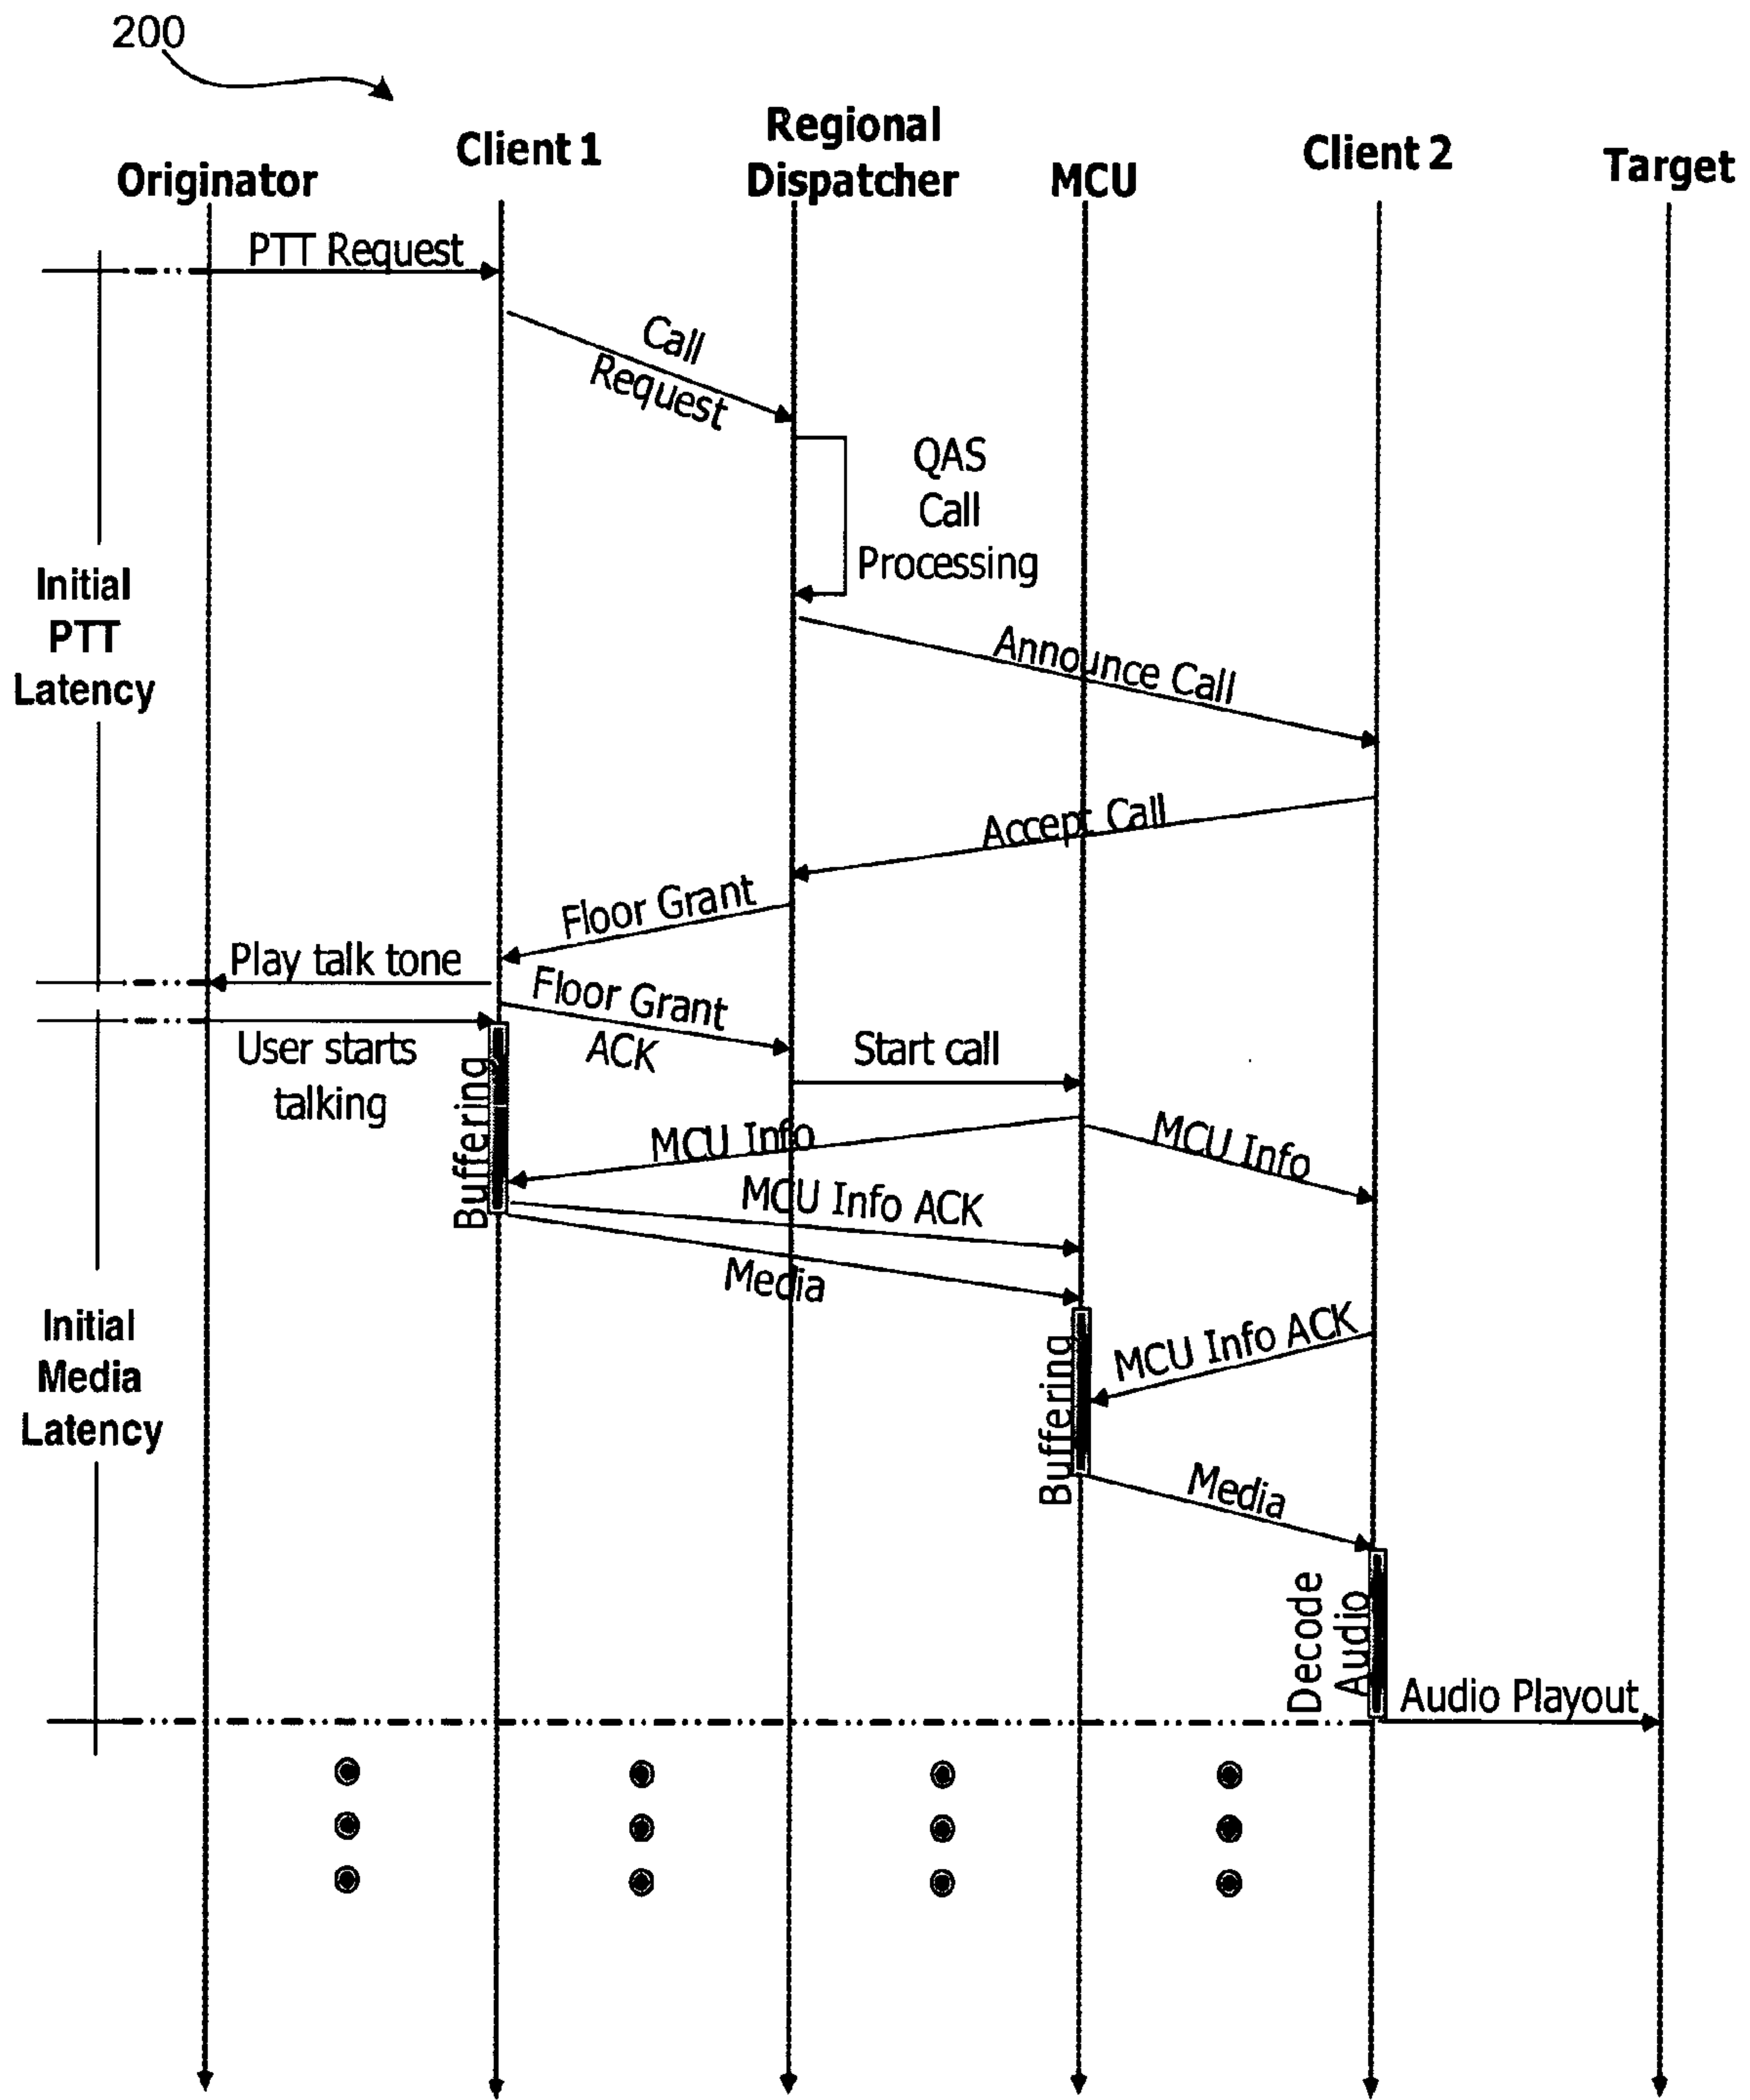 200
Originator
Client 1
Regional
Dispatcher
MCU
Client 2
Target
PTT Request
Call
Request
QAS
Call
Processing
Initial
PTT
Latency
Announce Call
Accept Call
Floor Grant
Play talk tone
Floor Grant
ACK
User starts
talking
Buffering
Start call
MCU Info
MCU Info
MCU Info ACK
Media
Initial
Media
Latency
MCU Info ACK
Buffering
Media
Decode
Audio
Audio Playout